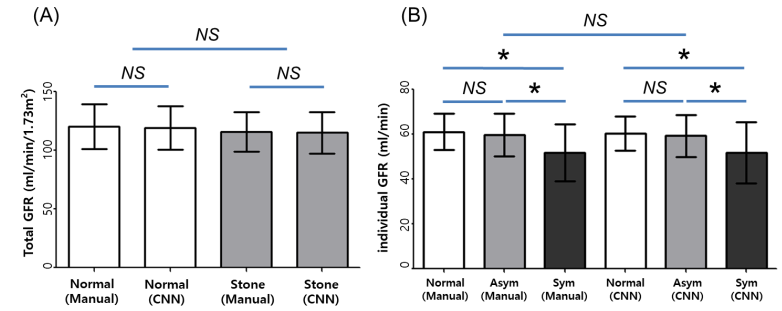 (A)
NS
NS
NS
Total GFR (ml/min/1.73m²)
150
100
50
0
Normal
(Manual)
Normal
(CNN)
Stone
(Manual)
Stone
(CNN)
(B)
NS
*
*
NS
*
NS
*
individual GFR (ml/min)
80
60
40
20
0
Normal
(Manual)
Asym
(Manual)
Sym
(Manual)
Normal
(CNN)
Asym
(CNN)
Sym
(CNN)